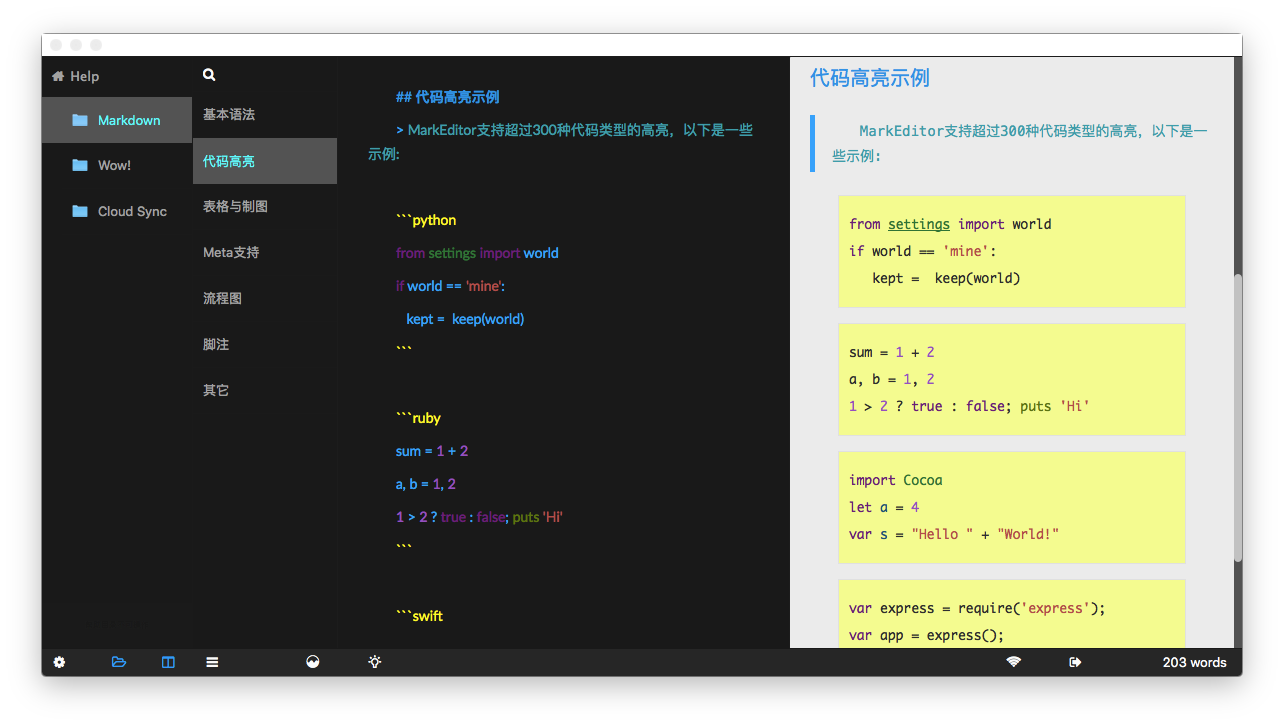 Help
Markdown
Wow!
Cloud Sync
基本语法
代码高亮
表格与制图
Meta支持
流程图
脚注
其它
## 代码高亮示例
> MarkEditor支持超过300种代码类型的高亮，以下是一些
示例:
```python
from settings import world
if world == 'mine':
   kept =  keep(world)
```
```ruby
sum = 1 + 2
a, b = 1, 2
1 > 2 ? true : false; puts 'Hi'
```
```swift
代码高亮示例
MarkEditor支持超过300种代码类型的高亮，以下是一
些示例:
from settings import world
if world == 'mine':
   kept =  keep(world)
sum = 1 + 2
a, b = 1, 2
1 > 2 ? true : false; puts 'Hi'
import Cocoa
let a = 4
var s = "Hello " + "World!"
var express = require('express');
var app = express();
203 words